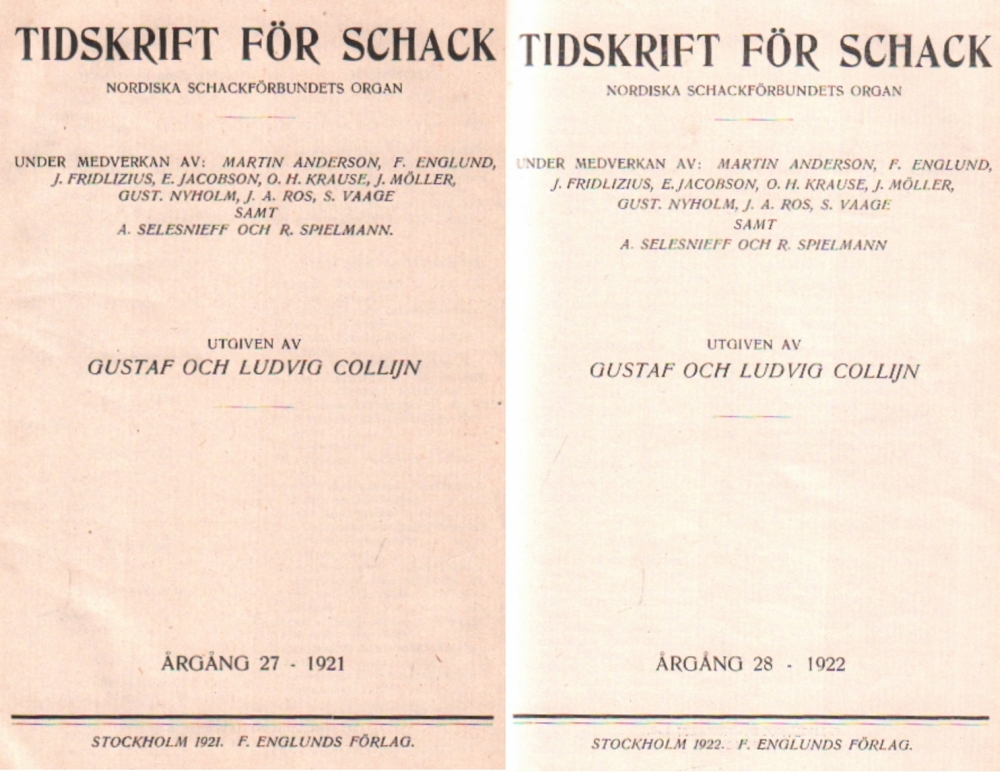 TIDSKRIFT FÖR SCHACK
NORDISKA SCHACKFÖRBUNDETS ORGAN
UNDER MEDVERKAN AV: MARTIN ANDERSON, F. ENGLUND,
J. FRIDLIZIUS, E. JACOBSON, O. H. KRAUSE, J. MÖLLER,
GUST. NYHOLM, J. A. ROS, S. VAAGE
SAMT
A. SELESNIEFF OCH R. SPIELMANN.
UTGIVEN AV
GUSTAF OCH LUDVIG COLLIJN
ÅRGÅNG 27 - 1921
STOCKHOLM 1921. F. ENGLUNDS FÖRLAG.
TIDSKRIFT FÖR SCHACK
NORDISKA SCHACKFÖRBUNDETS ORGAN
UNDER MEDVERKAN AV: MARTIN ANDERSON, F. ENGLUND,
J. FRIDLIZIUS, E. JACOBSON, O. H. KRAUSE, J. MÖLLER,
GUST. NYHOLM, J. A. ROS, S. VAAGE
SAMT
A. SELESNIEFF OCH R. SPIELMANN
UTGIVEN AV
GUSTAF OCH LUDVIG COLLIJN
ÅRGÅNG 28 - 1922
STOCKHOLM 1922. F. ENGLUNDS FÖRLAG.